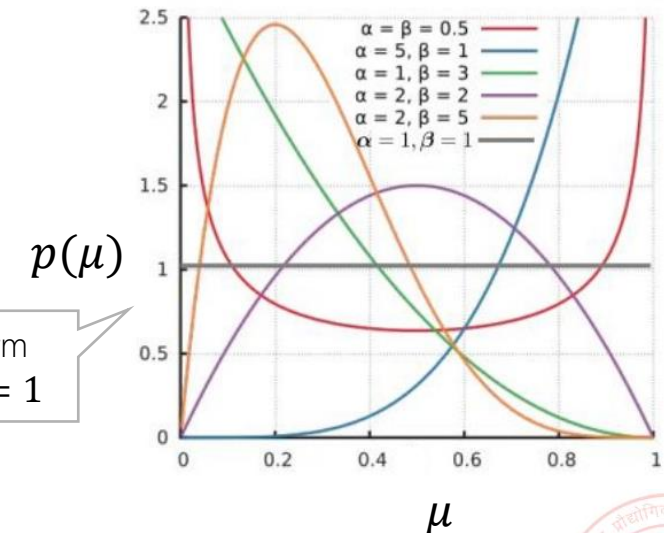 2.5
2
1.5
1
0.5
0
0 0.2 0.4 0.6 0.8 1
α = β = 0.5
α = 5, β = 1
α = 1, β = 3
α = 2, β = 2
α = 2, β = 5
α = 1, β = 1
p(μ)
= 1
μ